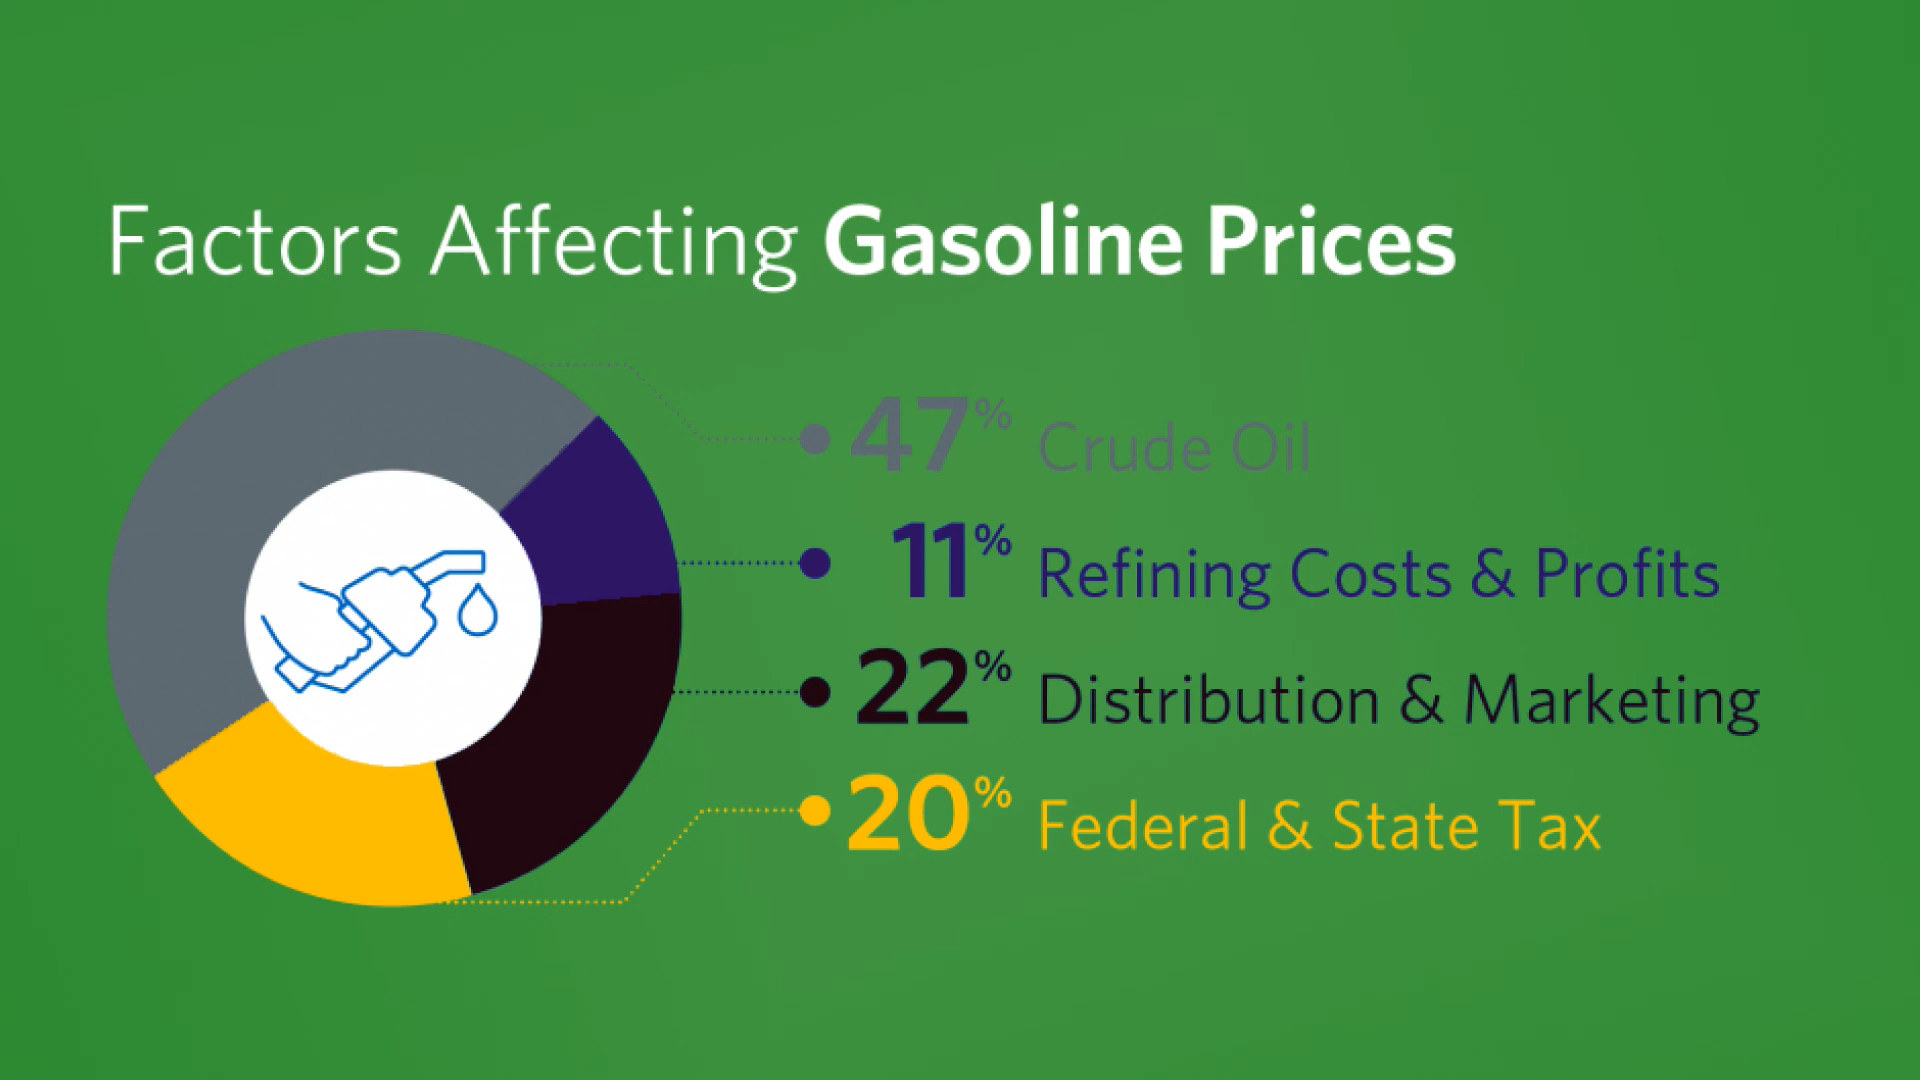 Factors Affecting Gasoline Prices
47% Crude Oil
11% Refining Costs & Profits
22% Distribution & Marketing
20% Federal & State Tax